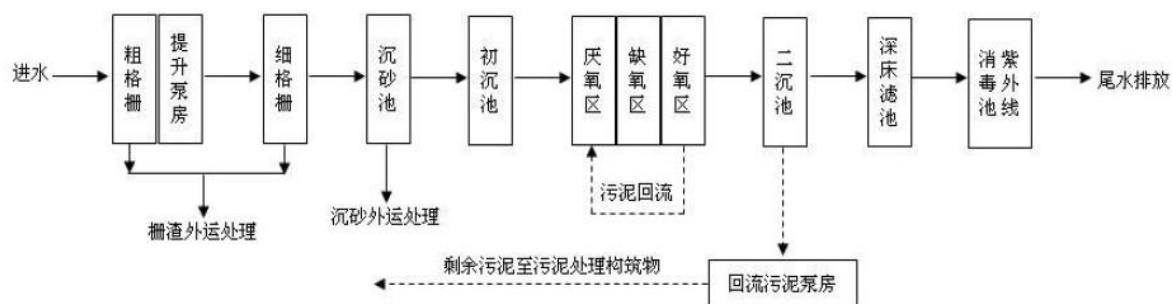 进水
粗格栅
提升泵房
细格栅
沉砂池
初沉池
厌氧区
缺氧区
好氧区
二沉池
深床滤池
紫外线
消毒池
尾水排放
污泥回流
栅渣外运处理
沉砂外运处理
剩余污泥至污泥处理构筑物
回流污泥泵房